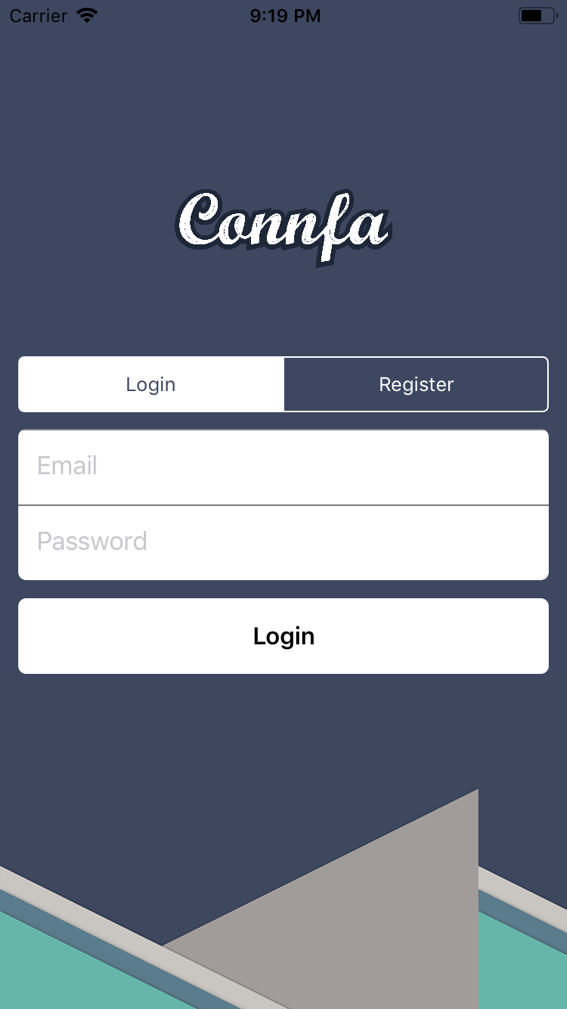 Carrier 9:19 PM
Connfa
Login Register
Email
Password
Login